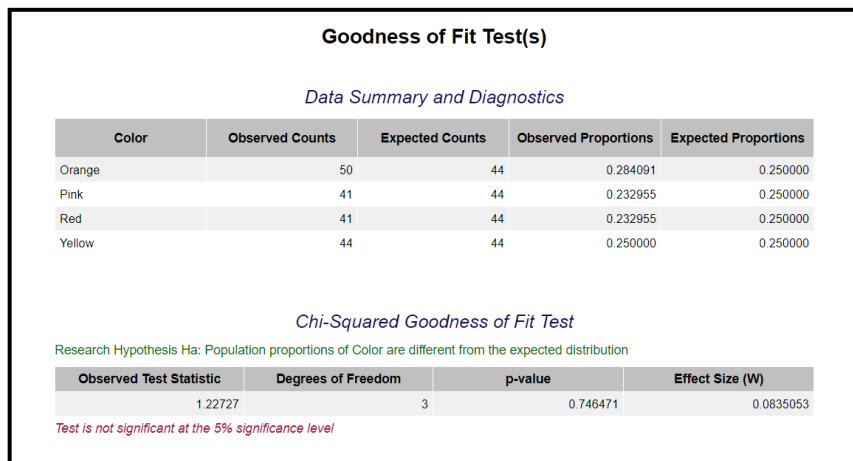 Goodness of Fit Test(s)
Data Summary and Diagnostics
Color Observed Counts Expected Counts Observed Proportions Expected Proportions
Orange 50 44 0.284091 0.250000
Pink 41 44 0.232955 0.250000
Red 41 44 0.232955 0.250000
Yellow 44 44 0.250000 0.250000
Chi-Squared Goodness of Fit Test
Research Hypothesis Ha: Population proportions of Color are different from the expected distribution
Observed Test Statistic Degrees of Freedom p-value Effect Size (W)
1.22727 3 0.746471 0.0835053
Test is not significant at the 5% significance level